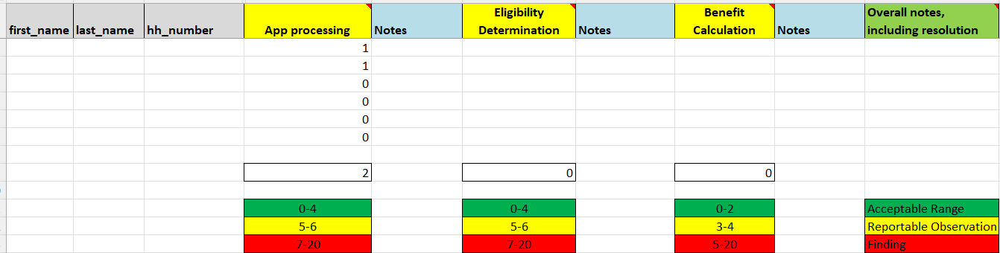 first_name last_name hh_number App processing Notes Eligibility Determination Notes Benefit Calculation Notes Overall notes, including resolution
1
1
0
0
0
0
2 0 0
0-4 0-4 0-2 Acceptable Range
5-6 5-6 3-4 Reportable Observation
7-20 7-20 5-20 Finding